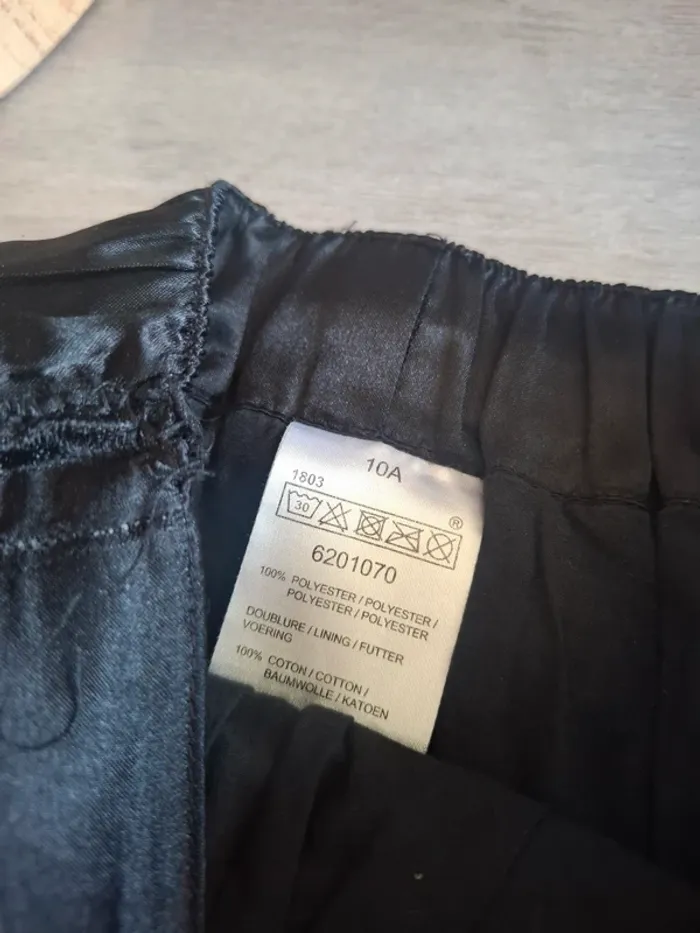 10A
1803
30
®
6201070
100% POLYESTER / POLYESTER /
POLYESTER / POLYESTER
DOUBLURE / LINING / FUTTER
VOERING
100% COTON / COTTON /
BAUMWOLLE / KATOEN